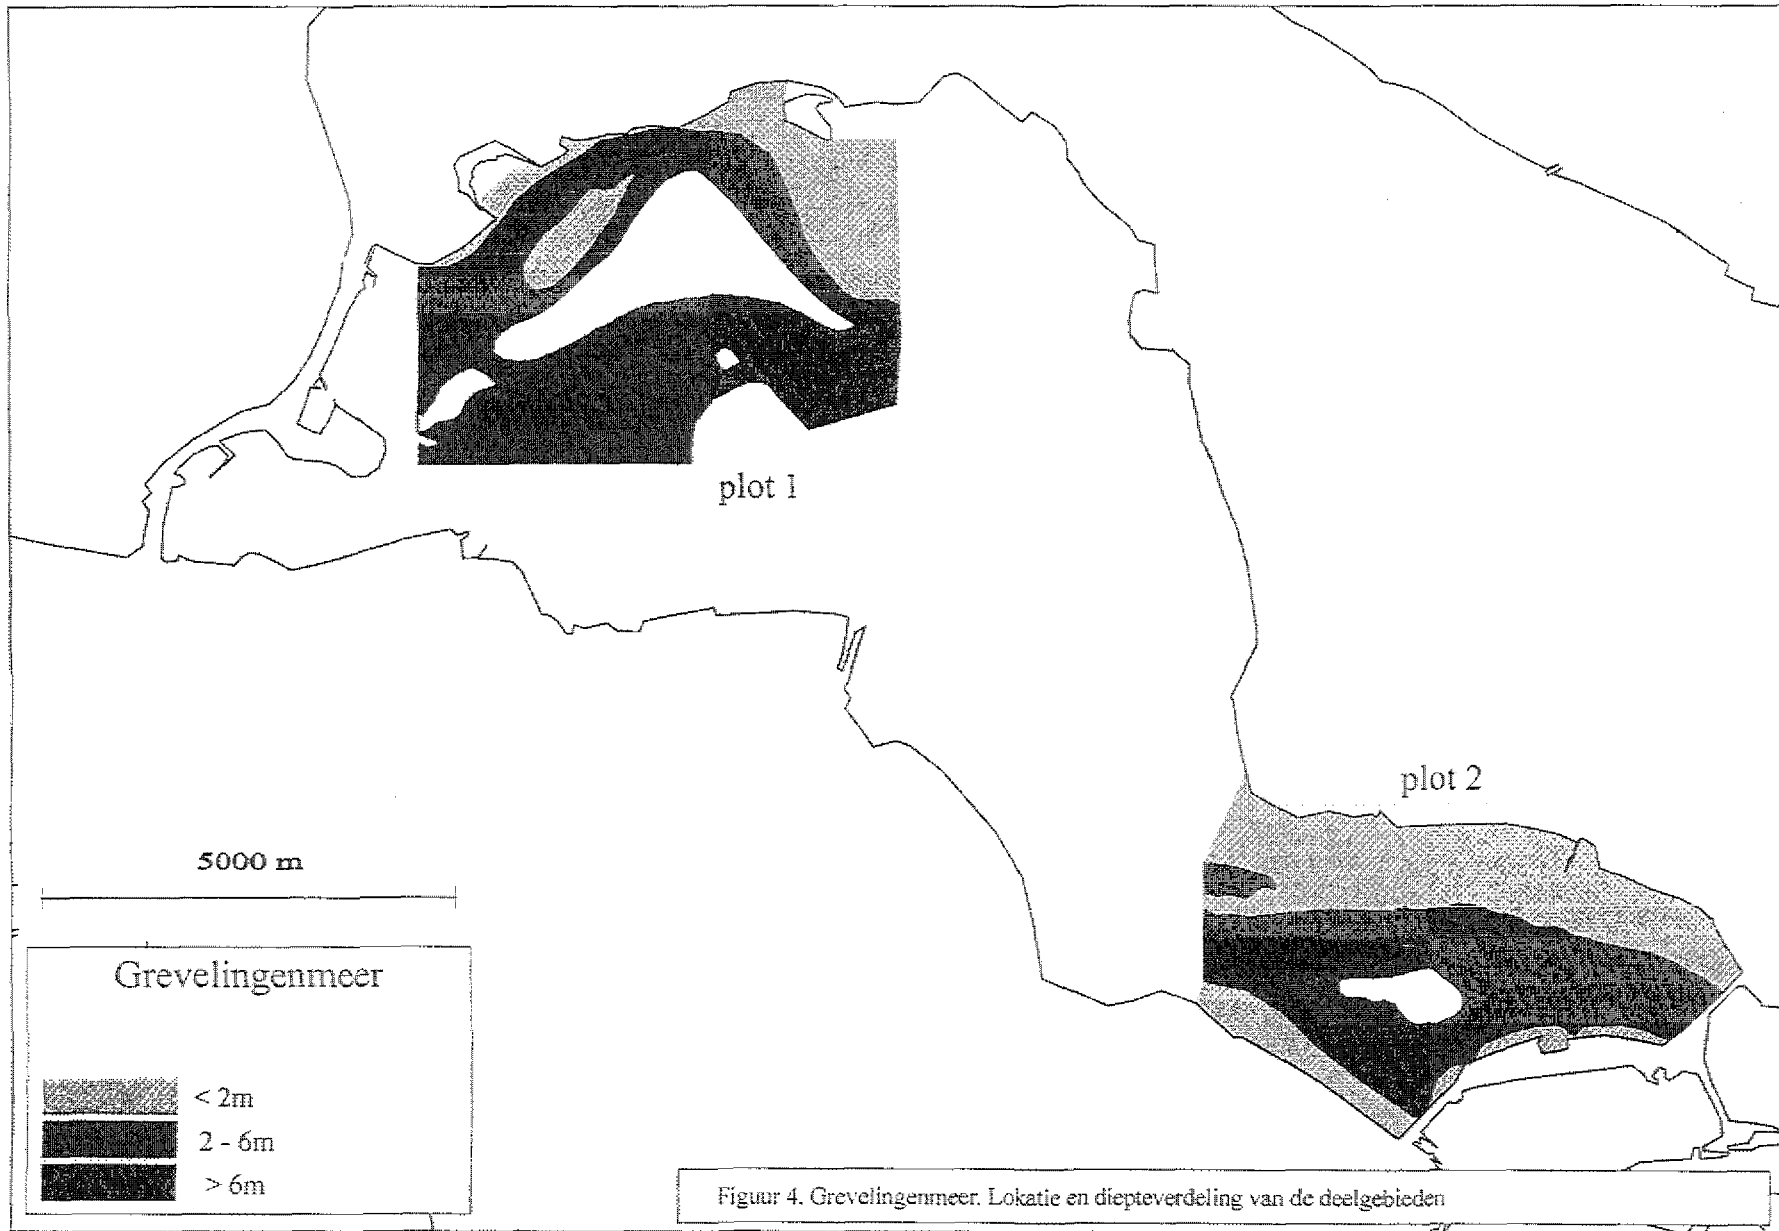 plot 1
plot 2
5000 m
Grevelingenmeer
< 2m
2 - 6m
> 6m
Figuur 4. Grevelingenmeer. Lokatie en diepteverdeling van de deelgebieden